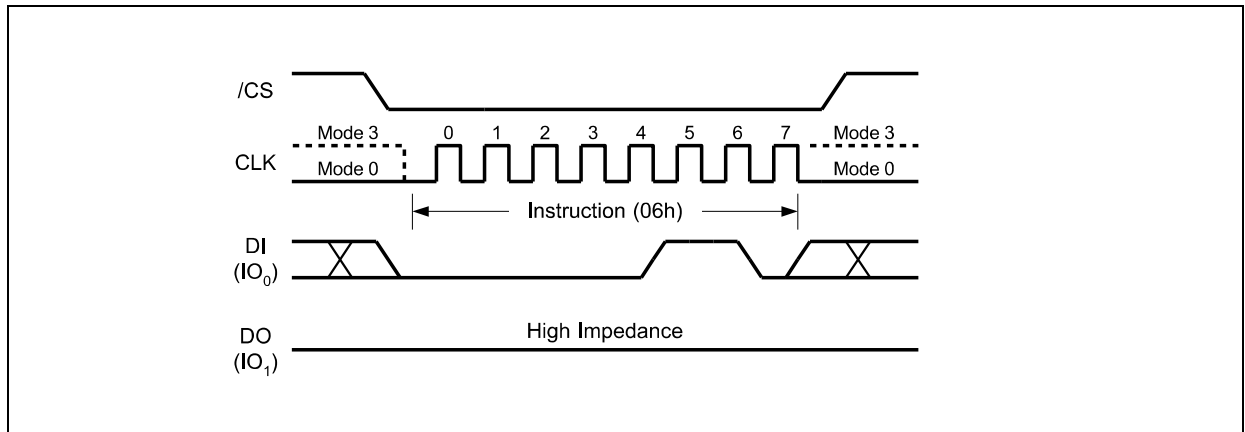 /CS
Mode 3 0 1 2 3 4 5 6 7 Mode 3
CLK
Mode 0 Mode 0
Instruction (06h)
DI
(IO₀)
High Impedance
DO
(IO₁)